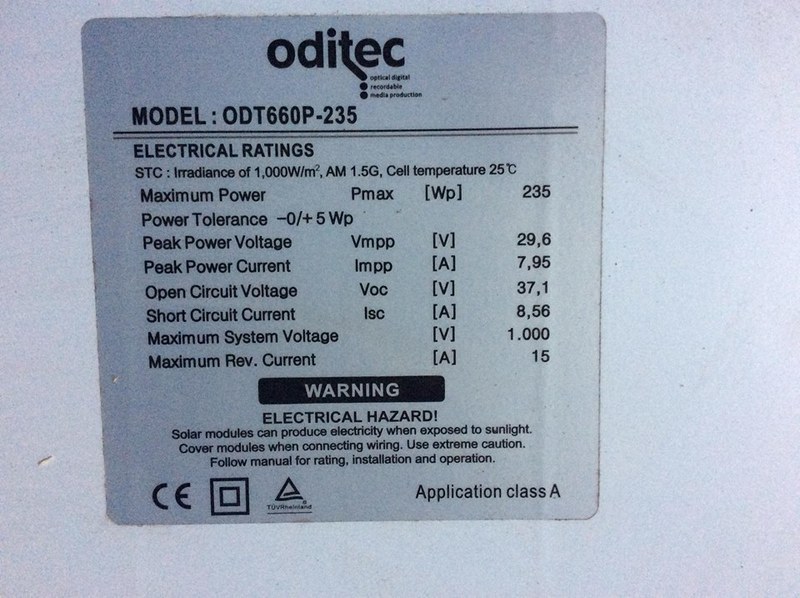 oditec
optical digital
recordable
media production
MODEL : ODT660P-235
ELECTRICAL RATINGS
STC : Irradiance of 1,000W/m², AM 1.5G, Cell temperature 25℃
Maximum Power Pmax [Wp] 235
Power Tolerance -0/+ 5 Wp
Peak Power Voltage Vmpp [V] 29,6
Peak Power Current Impp [A] 7,95
Open Circuit Voltage Voc [V] 37,1
Short Circuit Current Isc [A] 8,56
Maximum System Voltage [V] 1.000
Maximum Rev. Current [A] 15
WARNING
ELECTRICAL HAZARD!
Solar modules can produce electricity when exposed to sunlight.
Cover modules when connecting wiring. Use extreme caution.
Follow manual for rating, installation and operation.
CE TÜVRheinland Application class A